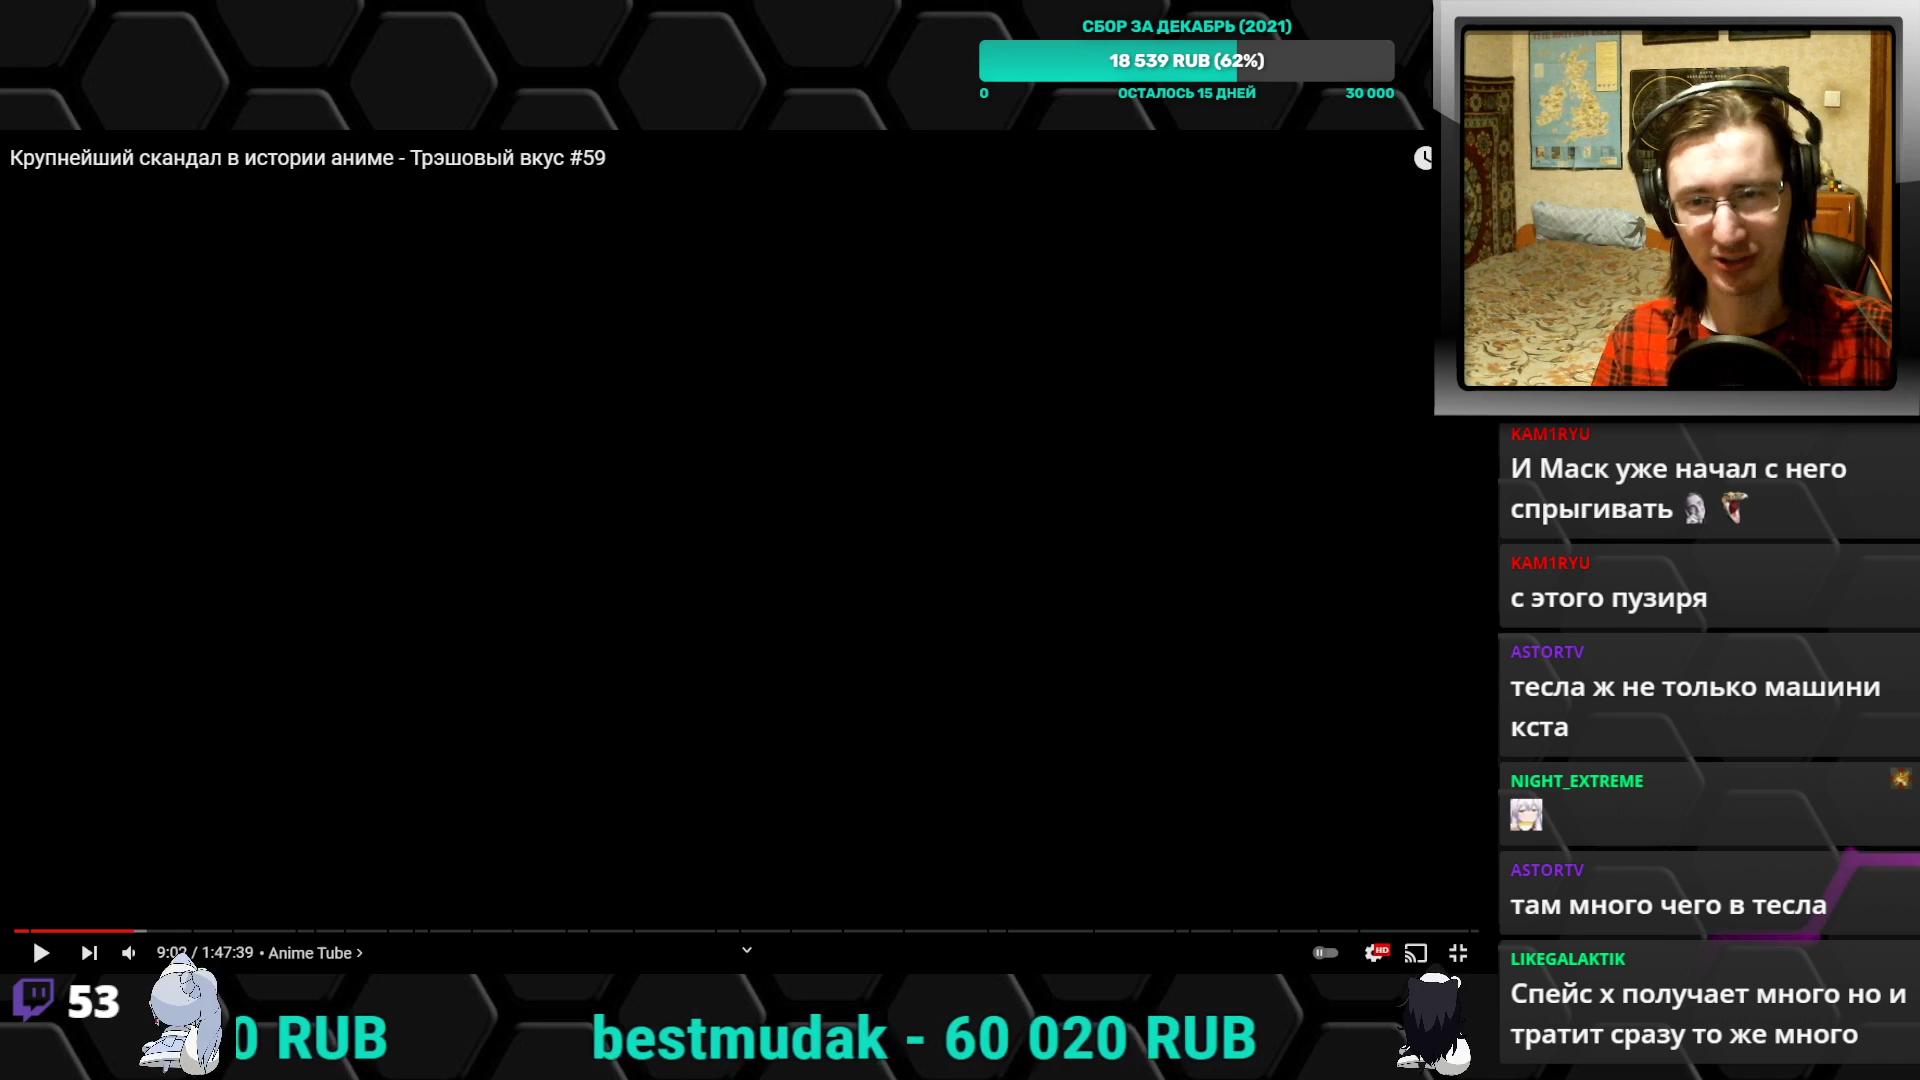 СБОР ЗА ДЕКАБРЬ (2021)
18 539 RUB (62%)
0 ОСТАЛОСЬ 15 ДНЕЙ 30 000
Крупнейший скандал в истории аниме - Трэшовый вкус #59
KAM1RYU
И Маск уже начал с него
спрыгивать
KAM1RYU
с этого пузиря
ASTORTV
тесла ж не только машини
кста
NIGHT_EXTREME
ASTORTV
там много чего в тесла
LIKEGALAKTIK
Спейс х получает много но и
тратит сразу то же много
9:02 / 1:47:39 • Anime Tube
HD
53
0 RUB
bestmudak - 60 020 RUB